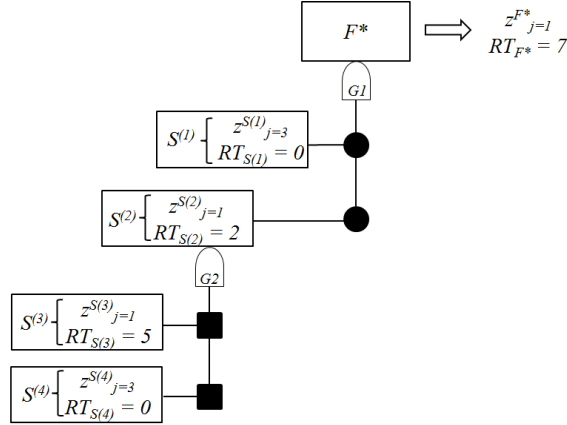 F*
z^{F*}_{j=1}
RT_{F*} = 7
G1
S^{(1)}
z^{S(1)}_{j=3}
RT_{S(1)} = 0
S^{(2)}
z^{S(2)}_{j=1}
RT_{S(2)} = 2
G2
S^{(3)}
z^{S(3)}_{j=1}
RT_{S(3)} = 5
S^{(4)}
z^{S(4)}_{j=3}
RT_{S(4)} = 0